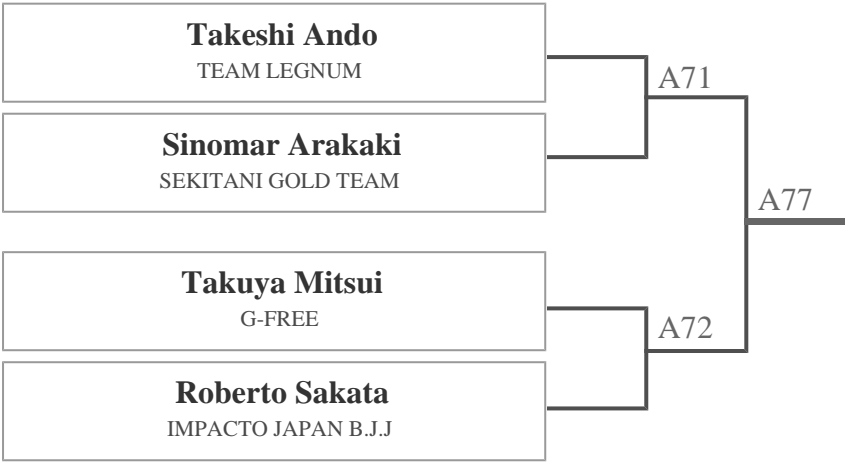 Takeshi Ando
TEAM LEGNUM
A71
Sinomar Arakaki
SEKITANI GOLD TEAM
A77
Takuya Mitsui
G-FREE
A72
Roberto Sakata
IMPACTO JAPAN B.J.J